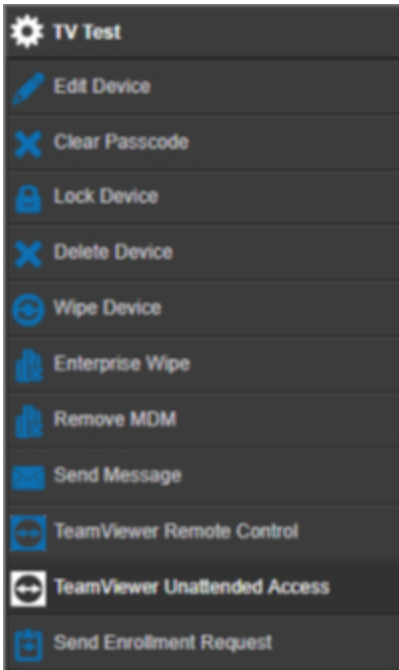 TV Test
Edit Device
Clear Passcode
Lock Device
Delete Device
Wipe Device
Enterprise Wipe
Remove MDM
Send Message
TeamViewer Remote Control
TeamViewer Unattended Access
Send Enrollment Request